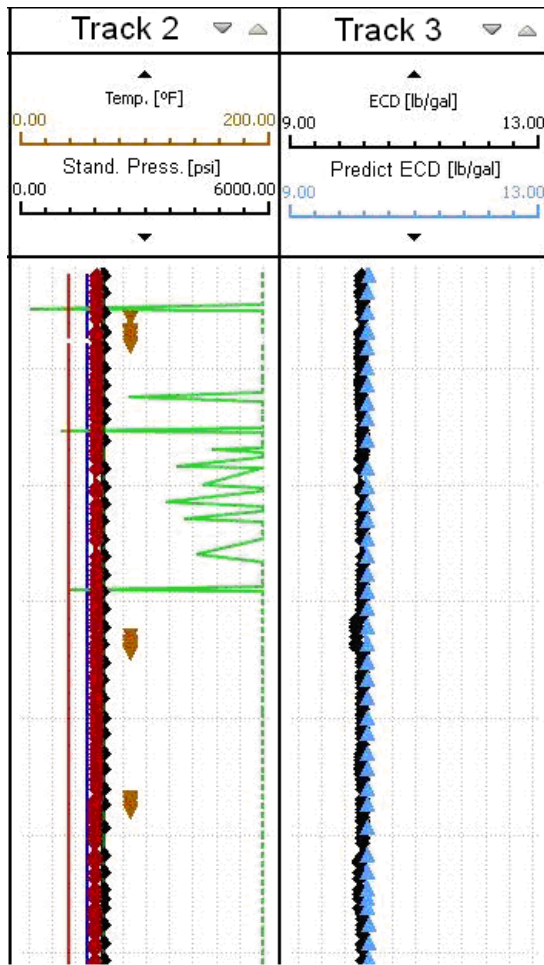 Track 2
Temp. [ºF]
0.00 200.00
Stand. Press. [psi]
0.00 6000.00
Track 3
ECD [lb/gal]
9.00 13.00
Predict ECD [lb/gal]
9.00 13.00